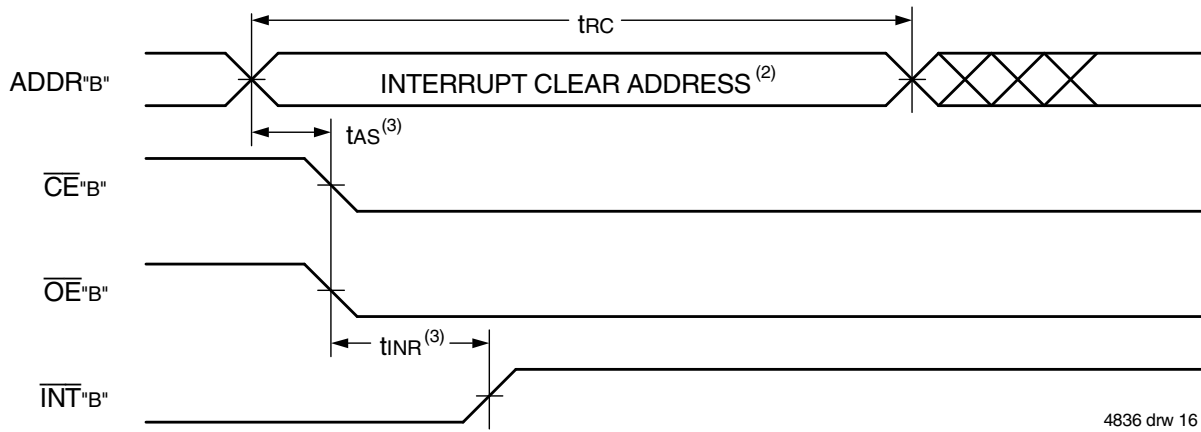 tRC
ADDR"B"
INTERRUPT CLEAR ADDRESS(2)
tAS(3)
CE"B"
OE"B"
tINR(3)
INT"B"
4836 drw 16